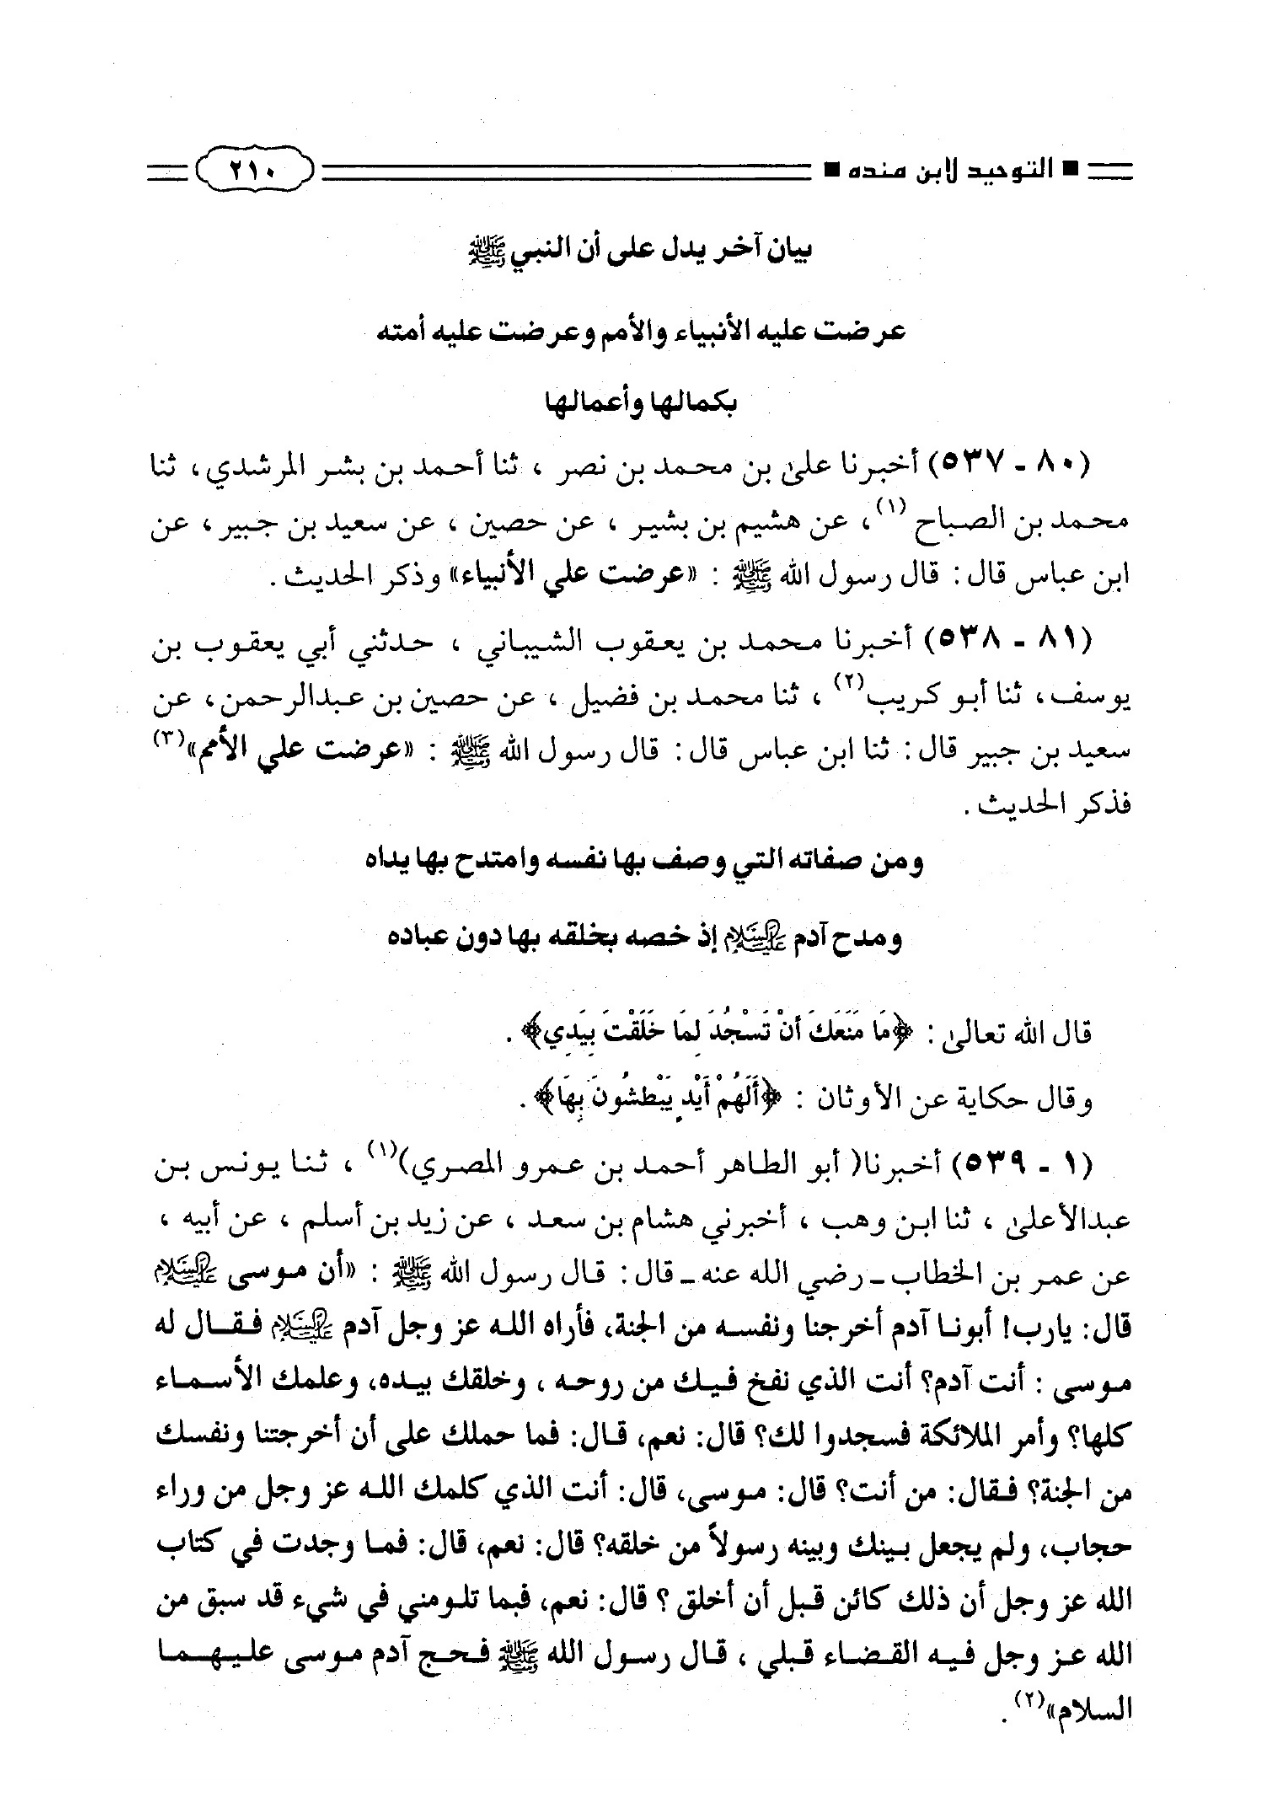 ■ التوحيد لابن منده ■ ٢١٠
بيان آخر يدل على أن النبي ﷺ
عرضت عليه الأنبياء والأمم وعرضت عليه أمته
بكمالها وأعمالها
(٨٠ - ٥٣٧) أخبرنا علىٰ بن محمد بن نصر ، ثنا أحمد بن بشر المرشدي، ثنا
محمد بن الصباح (١)، عن هشيم بن بشير ، عن حصين ، عن سعيد بن جبير ، عن
ابن عباس قال: قال رسول الله ﷺ : «عرضت علي الأنبياء» وذكر الحديث.
(٨١ - ٥٣٨) أخبرنا محمد بن يعقوب الشيباني ، حدثني أبي يعقوب بن
يوسف، ثنا أبو كريب(٢) ، ثنا محمد بن فضيل ، عن حصين بن عبدالرحمن، عن
سعيد بن جبير قال: ثنا ابن عباس قال: قال رسول الله ﷺ : «عرضت علي الأمم»(٣)
فذكر الحديث .
ومن صفاته التي وصف بها نفسه وامتدح بها يداه
ومدح آدم عليه السلام إذ خصه بخلقه بها دون عباده
قال الله تعالىٰ: ﴿مَا مَنَعَكَ أَنْ تَسْجُدَ لِمَا خَلَقْتَ بِيَدِي﴾ .
وقال حكاية عن الأوثان : ﴿أَلَهُمْ أَيْدٍ يَبْطِشُونَ بِهَا﴾ .
(١ - ٥٣٩) أخبرنا( أبو الطاهر أحمد بن عمرو المصري)(١) ، ثنا يونس بن
عبدالأعلىٰ ، ثنا ابن وهب ، أخبرني هشام بن سعد ، عن زيد بن أسلم ، عن أبيه ،
عن عمر بن الخطاب ـ رضي الله عنه ـ قال: قال رسول الله ﷺ : «أن موسى عليه السلام
قال: يارب! أبونا آدم أخرجنا ونفسه من الجنة، فأراه الله عز وجل آدم عليه السلام فقال له
موسى : أنت آدم؟ أنت الذي نفخ فيك من روحه ، وخلقك بيده، وعلمك الأسماء
كلها؟ وأمر الملائكة فسجدوا لك؟ قال: نعم، قال: فما حملك على أن أخرجتنا ونفسك
من الجنة؟ فقال: من أنت؟ قال: موسى، قال: أنت الذي كلمك الله عز وجل من وراء
حجاب، ولم يجعل بينك وبينه رسولاً من خلقه؟ قال: نعم، قال: فما وجدت في كتاب
الله عز وجل أن ذلك كائن قبل أن أخلق ؟ قال: نعم، فبما تلومني في شيء قد سبق من
الله عز وجل فيه القضاء قبلي ، قال رسول الله ﷺ فحج آدم موسى عليهما
السلام»(٢) .